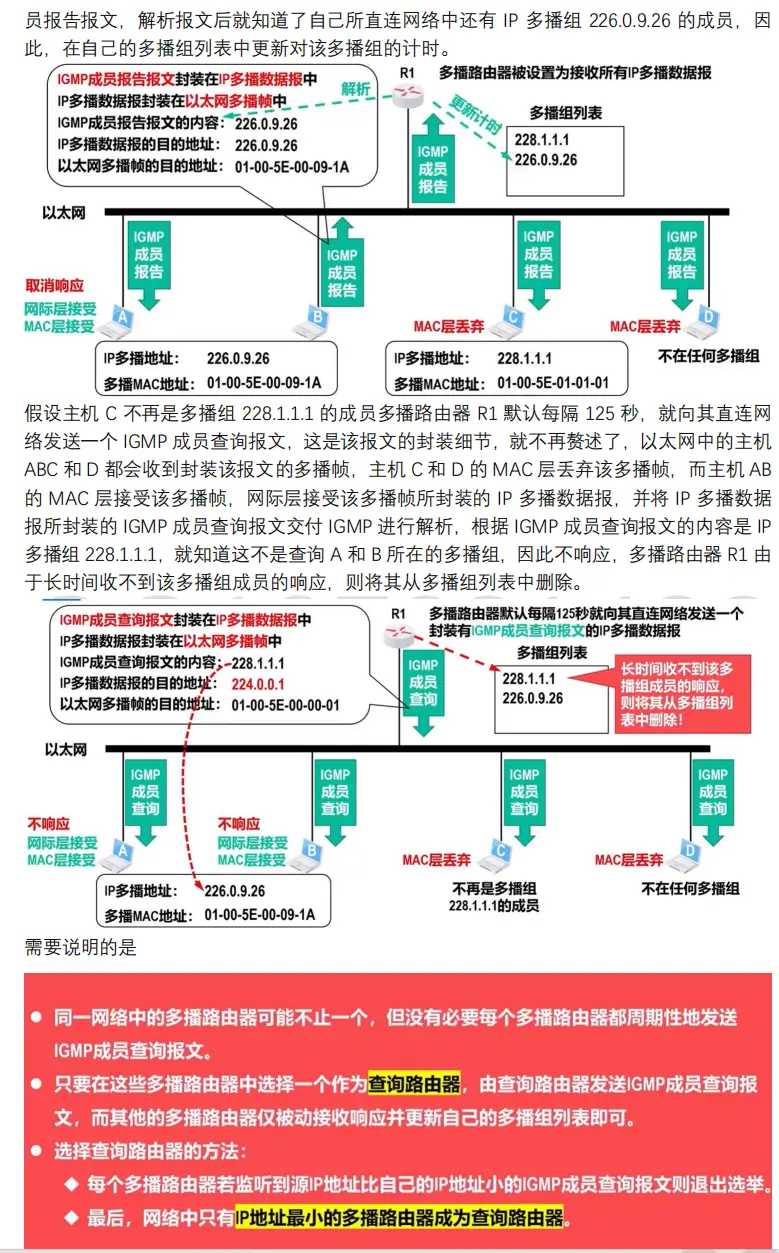 员报告报文，解析报文后就知道了自己所直连网络中还有 IP 多播组 226.0.9.26 的成员，因
此，在自己的多播组列表中更新对该多播组的计时。
IGMP成员报告报文封装在IP多播数据报中
IP多播数据报封装在以太网多播帧中
IGMP成员报告报文的内容：226.0.9.26
IP多播数据报的目的地址：226.0.9.26
以太网多播帧的目的地址：01-00-5E-00-09-1A
解析
R1
多播路由器被设置为接收所有IP多播数据报
更新计时
多播组列表
228.1.1.1
226.0.9.26
IGMP
成员
报告
以太网
IGMP
成员
报告
IGMP
成员
报告
IGMP
成员
报告
IGMP
成员
报告
取消响应
网际层接受
MAC层接受
A
B
MAC层丢弃
C
MAC层丢弃
D
IP多播地址： 226.0.9.26
多播MAC地址： 01-00-5E-00-09-1A
IP多播地址： 228.1.1.1
多播MAC地址： 01-00-5E-01-01-01
不在任何多播组
假设主机 C 不再是多播组 228.1.1.1 的成员多播路由器 R1 默认每隔 125 秒，就向其直连网
络发送一个 IGMP 成员查询报文，这是该报文的封装细节，就不再赘述了，以太网中的主机
ABC 和 D 都会收到封装该报文的多播帧，主机 C 和 D 的 MAC 层丢弃该多播帧，而主机 AB
的 MAC 层接受该多播帧，网际层接受该多播帧所封装的 IP 多播数据报，并将 IP 多播数据
报所封装的 IGMP 成员查询报文交付 IGMP 进行解析，根据 IGMP 成员查询报文的内容是 IP
多播组 228.1.1.1，就知道这不是查询 A 和 B 所在的多播组，因此不响应，多播路由器 R1 由
于长时间收不到该多播组成员的响应，则将其从多播组列表中删除。
IGMP成员查询报文封装在IP多播数据报中
IP多播数据报封装在以太网多播帧中
IGMP成员查询报文的内容：228.1.1.1
IP多播数据报的目的地址：224.0.0.1
以太网多播帧的目的地址：01-00-5E-00-00-01
R1
多播路由器默认每隔125秒就向其直连网络发送一个
封装有IGMP成员查询报文的IP多播数据报
多播组列表
228.1.1.1
226.0.9.26
长时间收不到该多
播组成员的响应，
则将其从多播组列
表中删除！
IGMP
成员
查询
以太网
IGMP
成员
查询
IGMP
成员
查询
IGMP
成员
查询
IGMP
成员
查询
不响应
网际层接受
MAC层接受
A
不响应
网际层接受
MAC层接受
B
MAC层丢弃
C
MAC层丢弃
D
IP多播地址： 226.0.9.26
多播MAC地址： 01-00-5E-00-09-1A
不再是多播组
228.1.1.1的成员
不在任何多播组
需要说明的是
● 同一网络中的多播路由器可能不止一个，但没有必要每个多播路由器都周期性地发送
IGMP成员查询报文。
● 只要在这些多播路由器中选择一个作为查询路由器，由查询路由器发送IGMP成员查询报
文，而其他的多播路由器仅被动接收响应并更新自己的多播组列表即可。
● 选择查询路由器的方法：
◆ 每个多播路由器若监听到源IP地址比自己的IP地址小的IGMP成员查询报文则退出选举。
◆ 最后，网络中只有IP地址最小的多播路由器成为查询路由器。